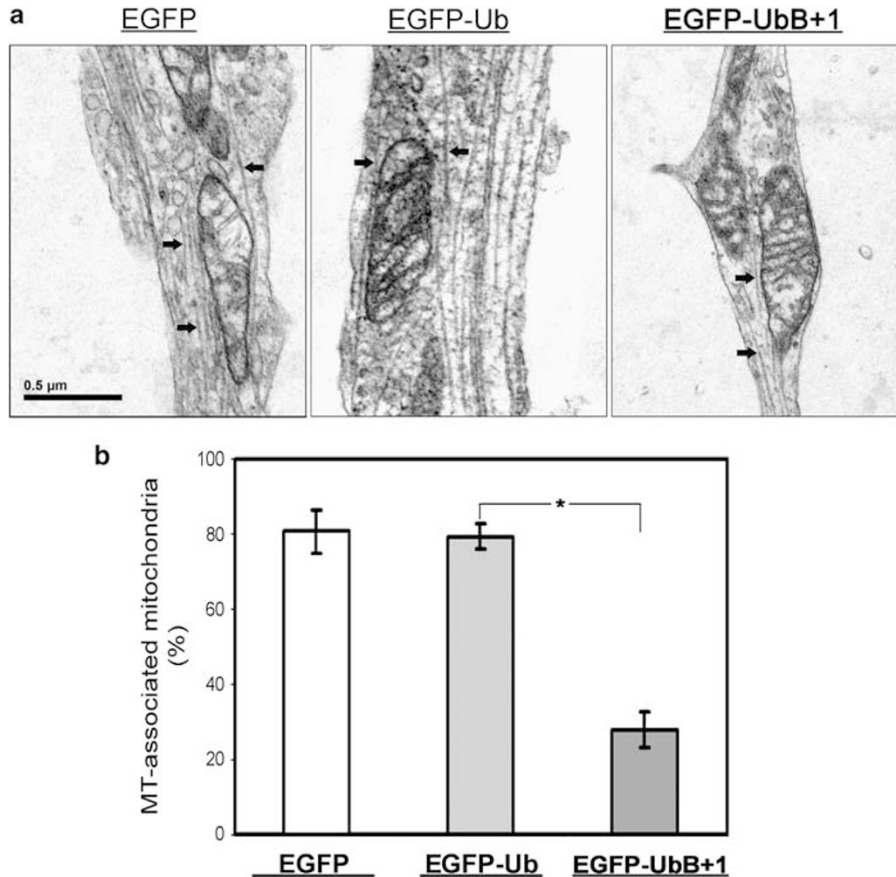 a
EGFP EGFP-Ub EGFP-UbB+1
0.5 µm
b
MT-associated mitochondria
(%)
100
80
60
40
20
0
*
EGFP EGFP-Ub EGFP-UbB+1